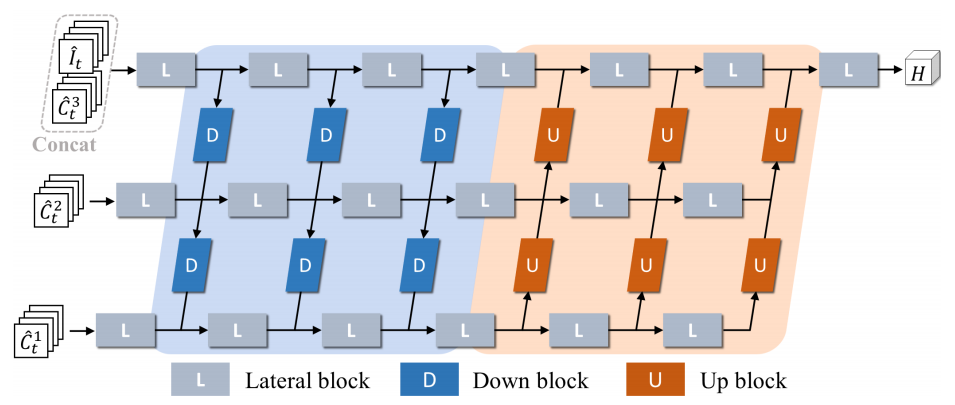 Î_t
Ĉ_t^3
Concat
L L L L L L L H
D D D U U U
Ĉ_t^2
L L L L L L
D D D U U U
Ĉ_t^1
L L L L L L
L Lateral block D Down block U Up block